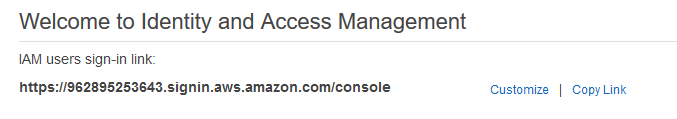 Welcome to Identity and Access Management
IAM users sign-in link:
https://962895253643.signin.aws.amazon.com/console Customize | Copy Link